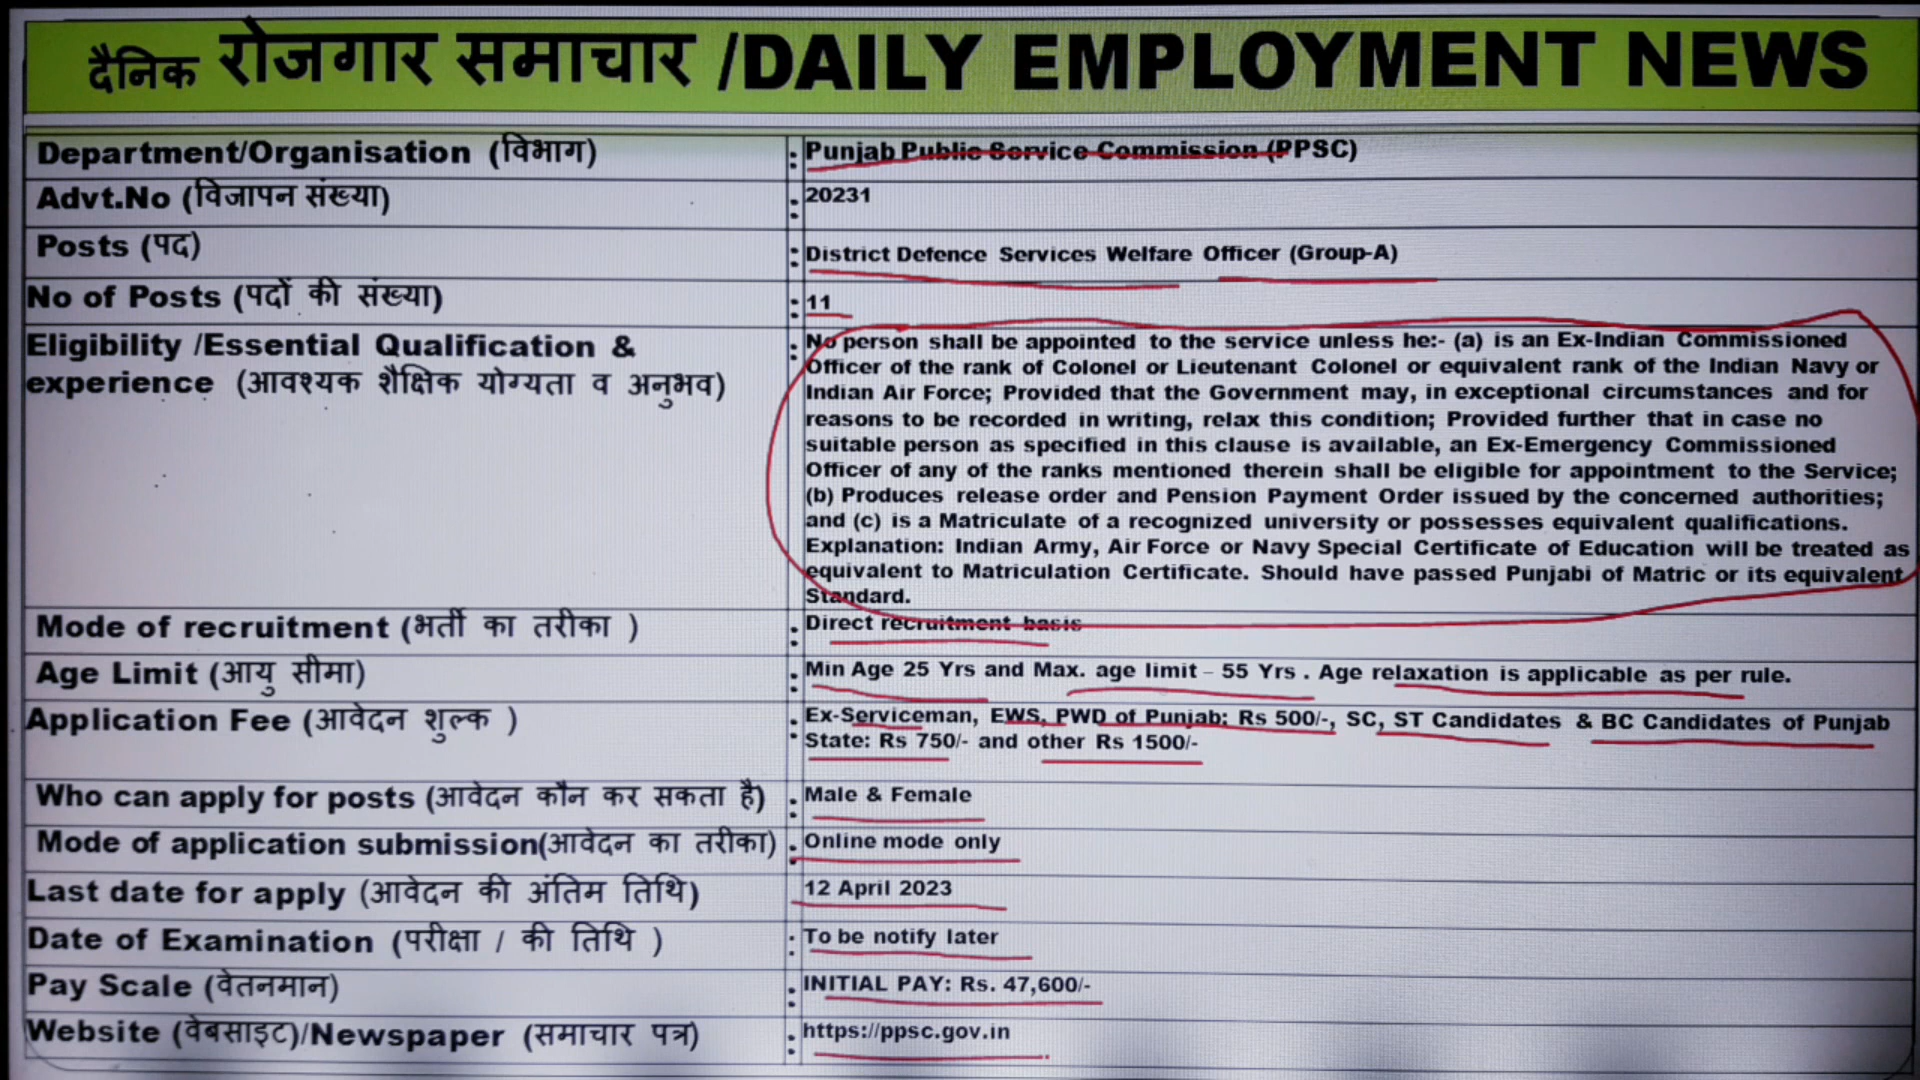 दैनिक रोजगार समाचार /DAILY EMPLOYMENT NEWS
Department/Organisation (विभाग) : Punjab Public Service Commission (PPSC)
Advt.No (विज्ञापन संख्या) : 20231
Posts (पद) : District Defence Services Welfare Officer (Group-A)
No of Posts (पदों की संख्या) : 11
Eligibility /Essential Qualification &
experience (आवश्यक शैक्षिक योग्यता व अनुभव)
: No person shall be appointed to the service unless he:- (a) is an Ex-Indian Commissioned
Officer of the rank of Colonel or Lieutenant Colonel or equivalent rank of the Indian Navy or
Indian Air Force; Provided that the Government may, in exceptional circumstances and for
reasons to be recorded in writing, relax this condition; Provided further that in case no
suitable person as specified in this clause is available, an Ex-Emergency Commissioned
Officer of any of the ranks mentioned therein shall be eligible for appointment to the Service;
(b) Produces release order and Pension Payment Order issued by the concerned authorities;
and (c) is a Matriculate of a recognized university or possesses equivalent qualifications.
Explanation: Indian Army, Air Force or Navy Special Certificate of Education will be treated as
equivalent to Matriculation Certificate. Should have passed Punjabi of Matric or its equivalent
Standard.
Mode of recruitment (भर्ती का तरीका ) : Direct recruitment basis
Age Limit (आयु सीमा) : Min Age 25 Yrs and Max. age limit – 55 Yrs . Age relaxation is applicable as per rule.
Application Fee (आवेदन शुल्क ) : Ex-Serviceman, EWS, PWD of Punjab: Rs 500/-, SC, ST Candidates & BC Candidates of Punjab
State: Rs 750/- and other Rs 1500/-
Who can apply for posts (आवेदन कौन कर सकता है) : Male & Female
Mode of application submission(आवेदन का तरीका) : Online mode only
Last date for apply (आवेदन की अंतिम तिथि) : 12 April 2023
Date of Examination (परीक्षा / की तिथि ) : To be notify later
Pay Scale (वेतनमान) : INITIAL PAY: Rs. 47,600/-
Website (वेबसाइट)/Newspaper (समाचार पत्र) : https://ppsc.gov.in